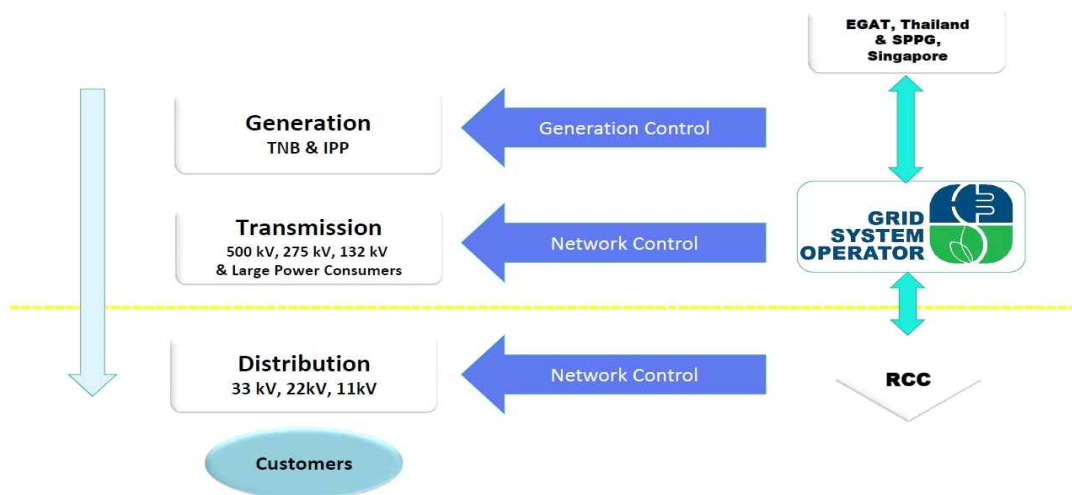 EGAT, Thailand
& SPPG,
Singapore
Generation
TNB & IPP
Generation Control
Transmission
500 kV, 275 kV, 132 kV
& Large Power Consumers
Network Control
GRID
SYSTEM
OPERATOR
Distribution
33 kV, 22kV, 11kV
Network Control
RCC
Customers